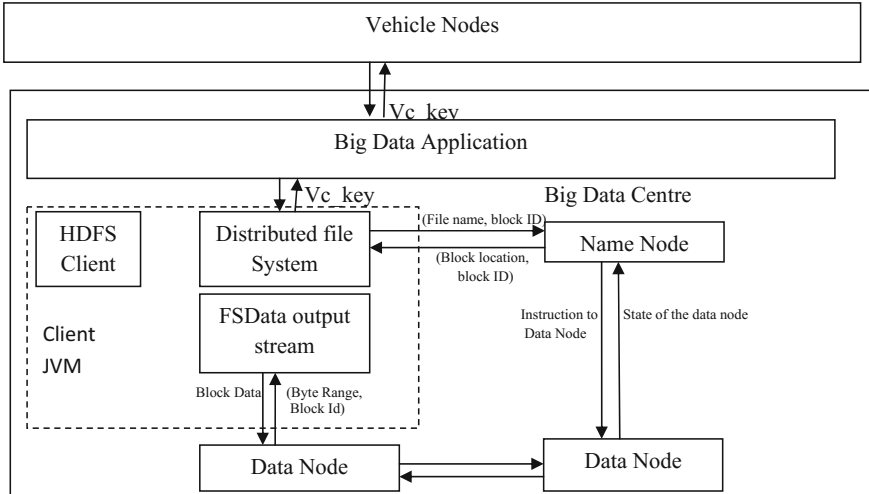 Vehicle Nodes
Vc_key
Big Data Application
Vc_key
Big Data Centre
HDFS
Client
Distributed file
System
(File name, block ID)
(Block location,
block ID)
Name Node
FSData output
stream
Client
JVM
Instruction to
Data Node
State of the data node
Block Data
(Byte Range,
Block Id)
Data Node
Data Node